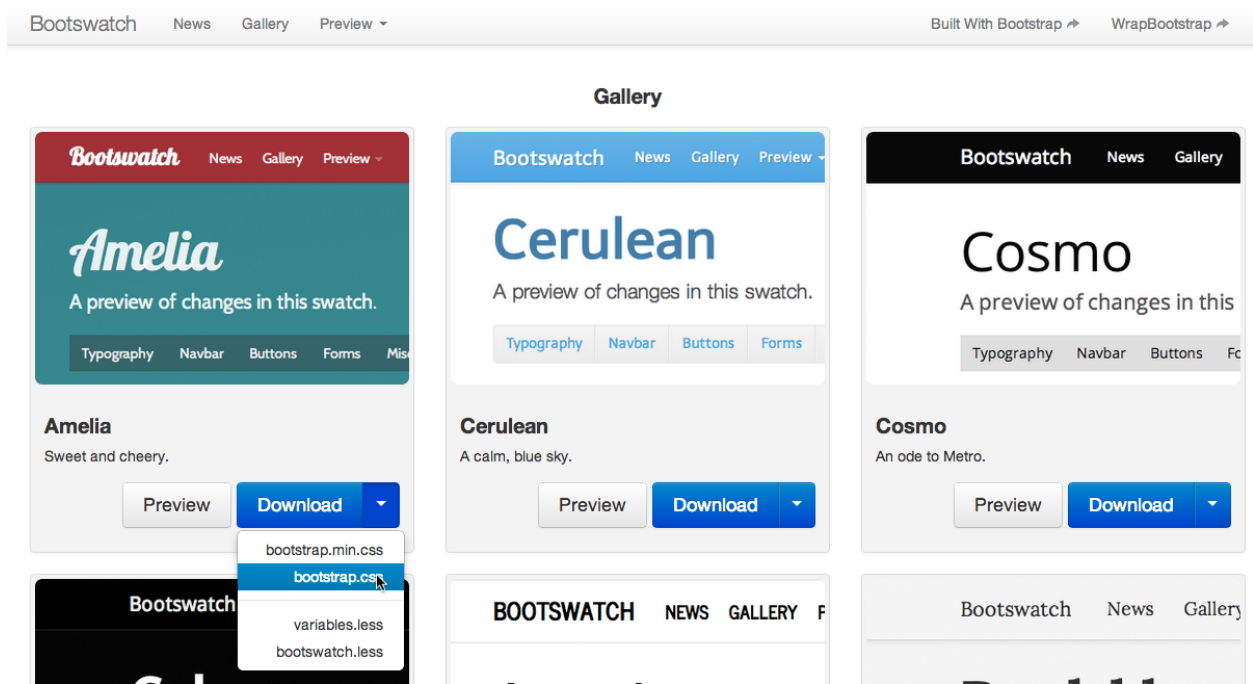 Bootswatch News Gallery Preview Built With Bootstrap WrapBootstrap
Gallery
Bootswatch News Gallery Preview
Amelia
A preview of changes in this swatch.
Typography Navbar Buttons Forms
Amelia
Sweet and cheery.
Preview Download
bootstrap.min.css
bootstrap.css
variables.less
bootswatch.less
Bootswatch News Gallery Preview
Cerulean
A preview of changes in this swatch.
Typography Navbar Buttons Forms
Cerulean
A calm, blue sky.
Preview Download
Bootswatch News Gallery
Cosmo
A preview of changes in this
Typography Navbar Buttons
Cosmo
An ode to Metro.
Preview Download
Bootswatch
BOOTSWATCH NEWS GALLERY
Bootswatch News Gallery